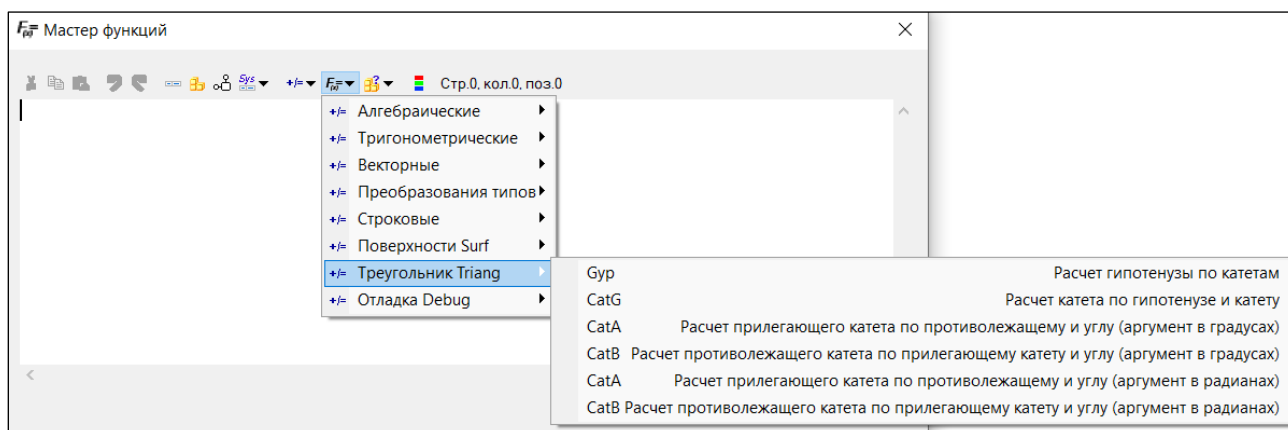 F(x)= Мастер функций
Sys +/= F(x)= Стр.0, кол.0, поз.0
+/= Алгебраические
+/= Тригонометрические
+/= Векторные
+/= Преобразования типов
+/= Строковые
+/= Поверхности Surf
+/= Треугольник Triang
+/= Отладка Debug
Gyp Расчет гипотенузы по катетам
CatG Расчет катета по гипотенузе и катету
CatA Расчет прилегающего катета по противолежащему и углу (аргумент в градусах)
CatB Расчет противолежащего катета по прилегающему катету и углу (аргумент в градусах)
CatA Расчет прилегающего катета по противолежащему и углу (аргумент в радианах)
CatB Расчет противолежащего катета по прилегающему катету и углу (аргумент в радианах)